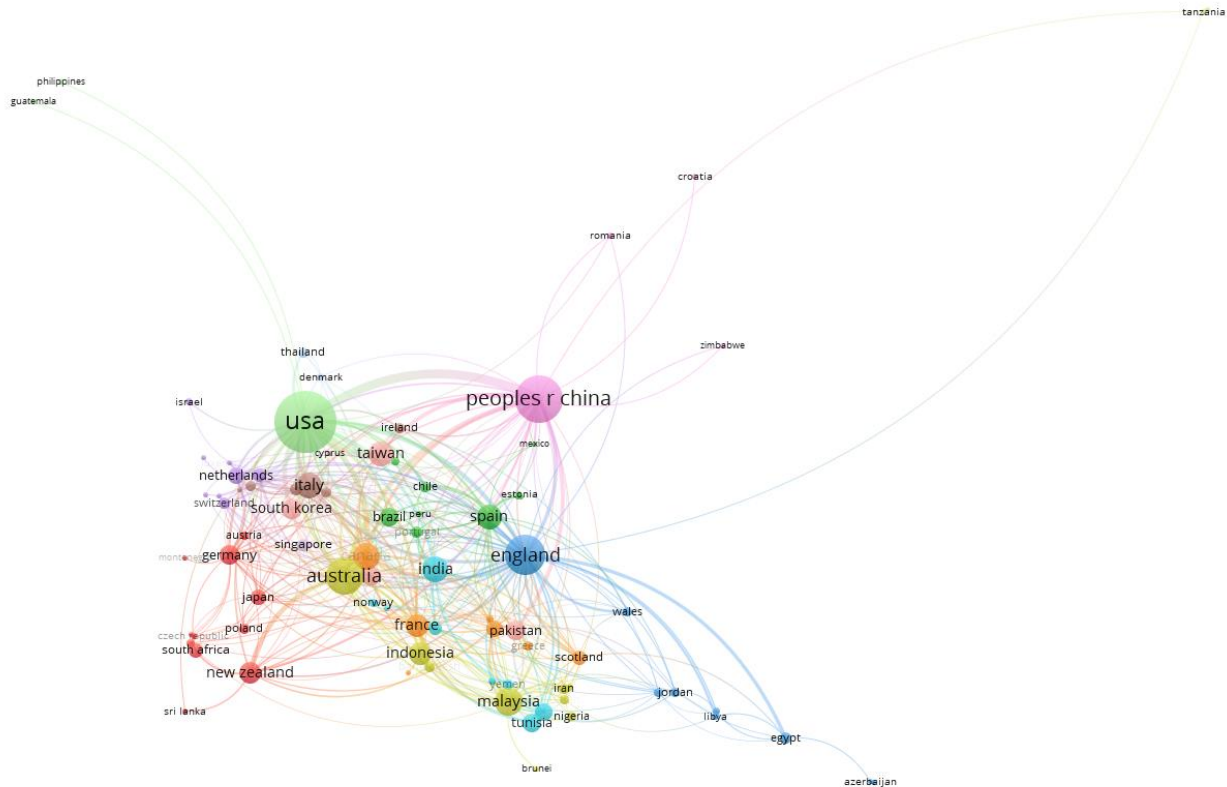 tanzania
philippines
guatemala
croatia
romania
zimbabwe
thailand
denmark
israel
peoples r china
usa
ireland
mexico
cyprus
taiwan
netherlands
italy
chile
estonia
switzerland
south korea
brazil
peru
spain
portugal
austria
singapore
montenegro
germany
england
australia
india
japan
norway
wales
poland
france
pakistan
czech republic
south africa
greece
indonesia
scotland
new zealand
yemen
iran
jordan
malaysia
sri lanka
tunisia
nigeria
libya
egypt
brunei
azerbaijan